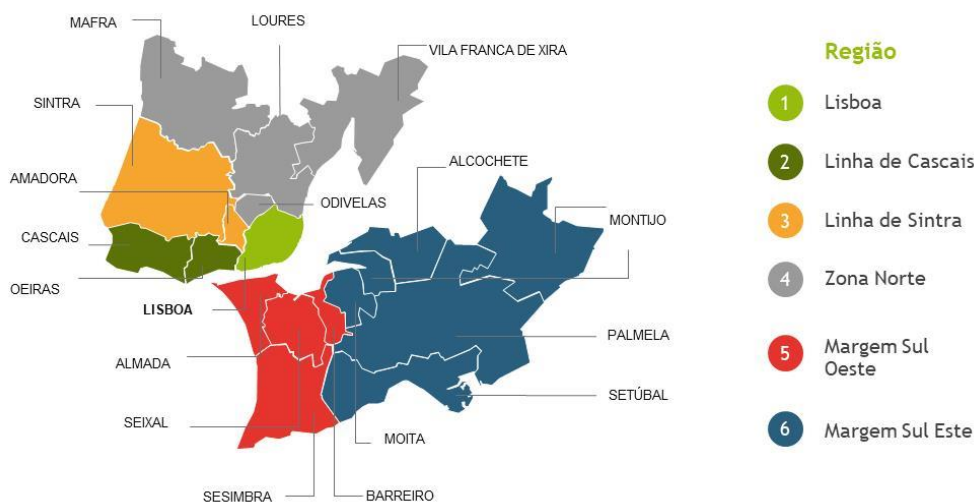 MAFRA
LOURES
VILA FRANCA DE XIRA
SINTRA
ALCOCHETE
AMADORA
ODIVELAS
MONTIJO
CASCAIS
OEIRAS
LISBOA
PALMELA
ALMADA
SETÚBAL
SEIXAL
MOITA
SESIMBRA
BARREIRO
Região
1 Lisboa
2 Linha de Cascais
3 Linha de Sintra
4 Zona Norte
5 Margem Sul
Oeste
6 Margem Sul Este